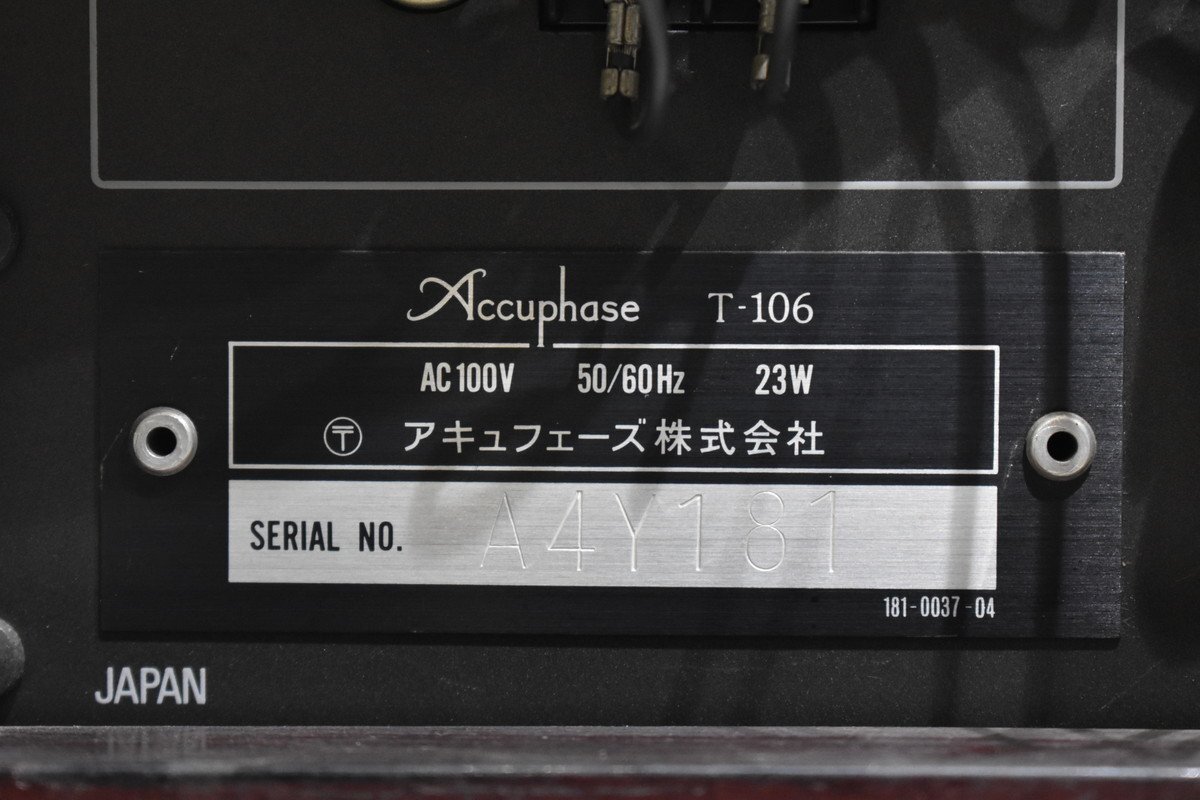 Accuphase T-106
AC100V 50/60Hz 23W
〒 アキュフェーズ株式会社
SERIAL NO. A4Y181
181-0037-04
JAPAN